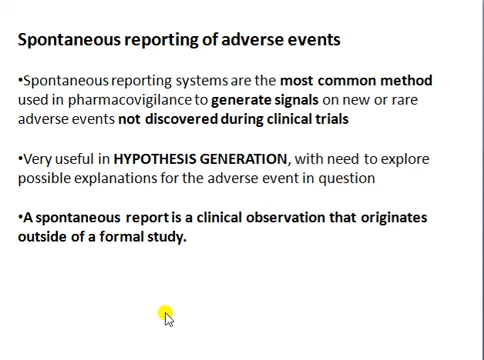 Spontaneous reporting of adverse events
•Spontaneous reporting systems are the most common method
used in pharmacovigilance to generate signals on new or rare
adverse events not discovered during clinical trials
•Very useful in HYPOTHESIS GENERATION, with need to explore
possible explanations for the adverse event in question
•A spontaneous report is a clinical observation that originates
outside of a formal study.